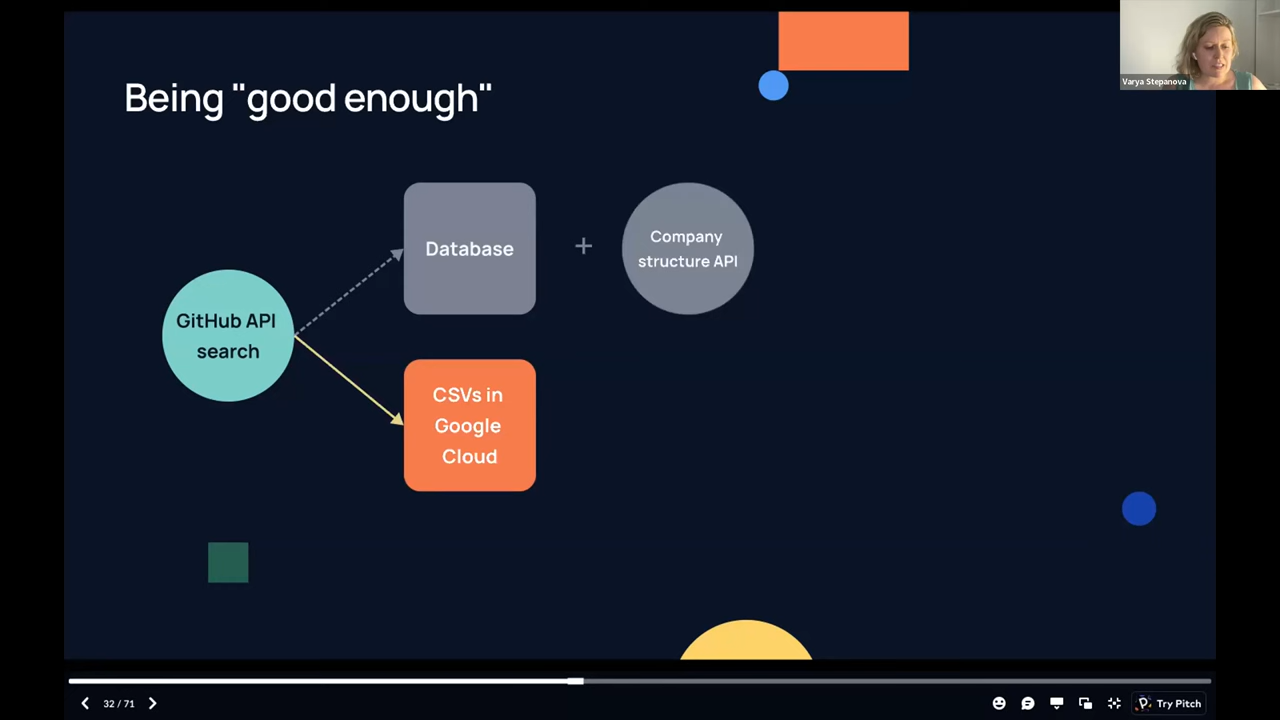 Being "good enough"
Varya Stepanova
Database
+
Company
structure API
GitHub API
search
CSVs in
Google
Cloud
32 / 71
Try Pitch